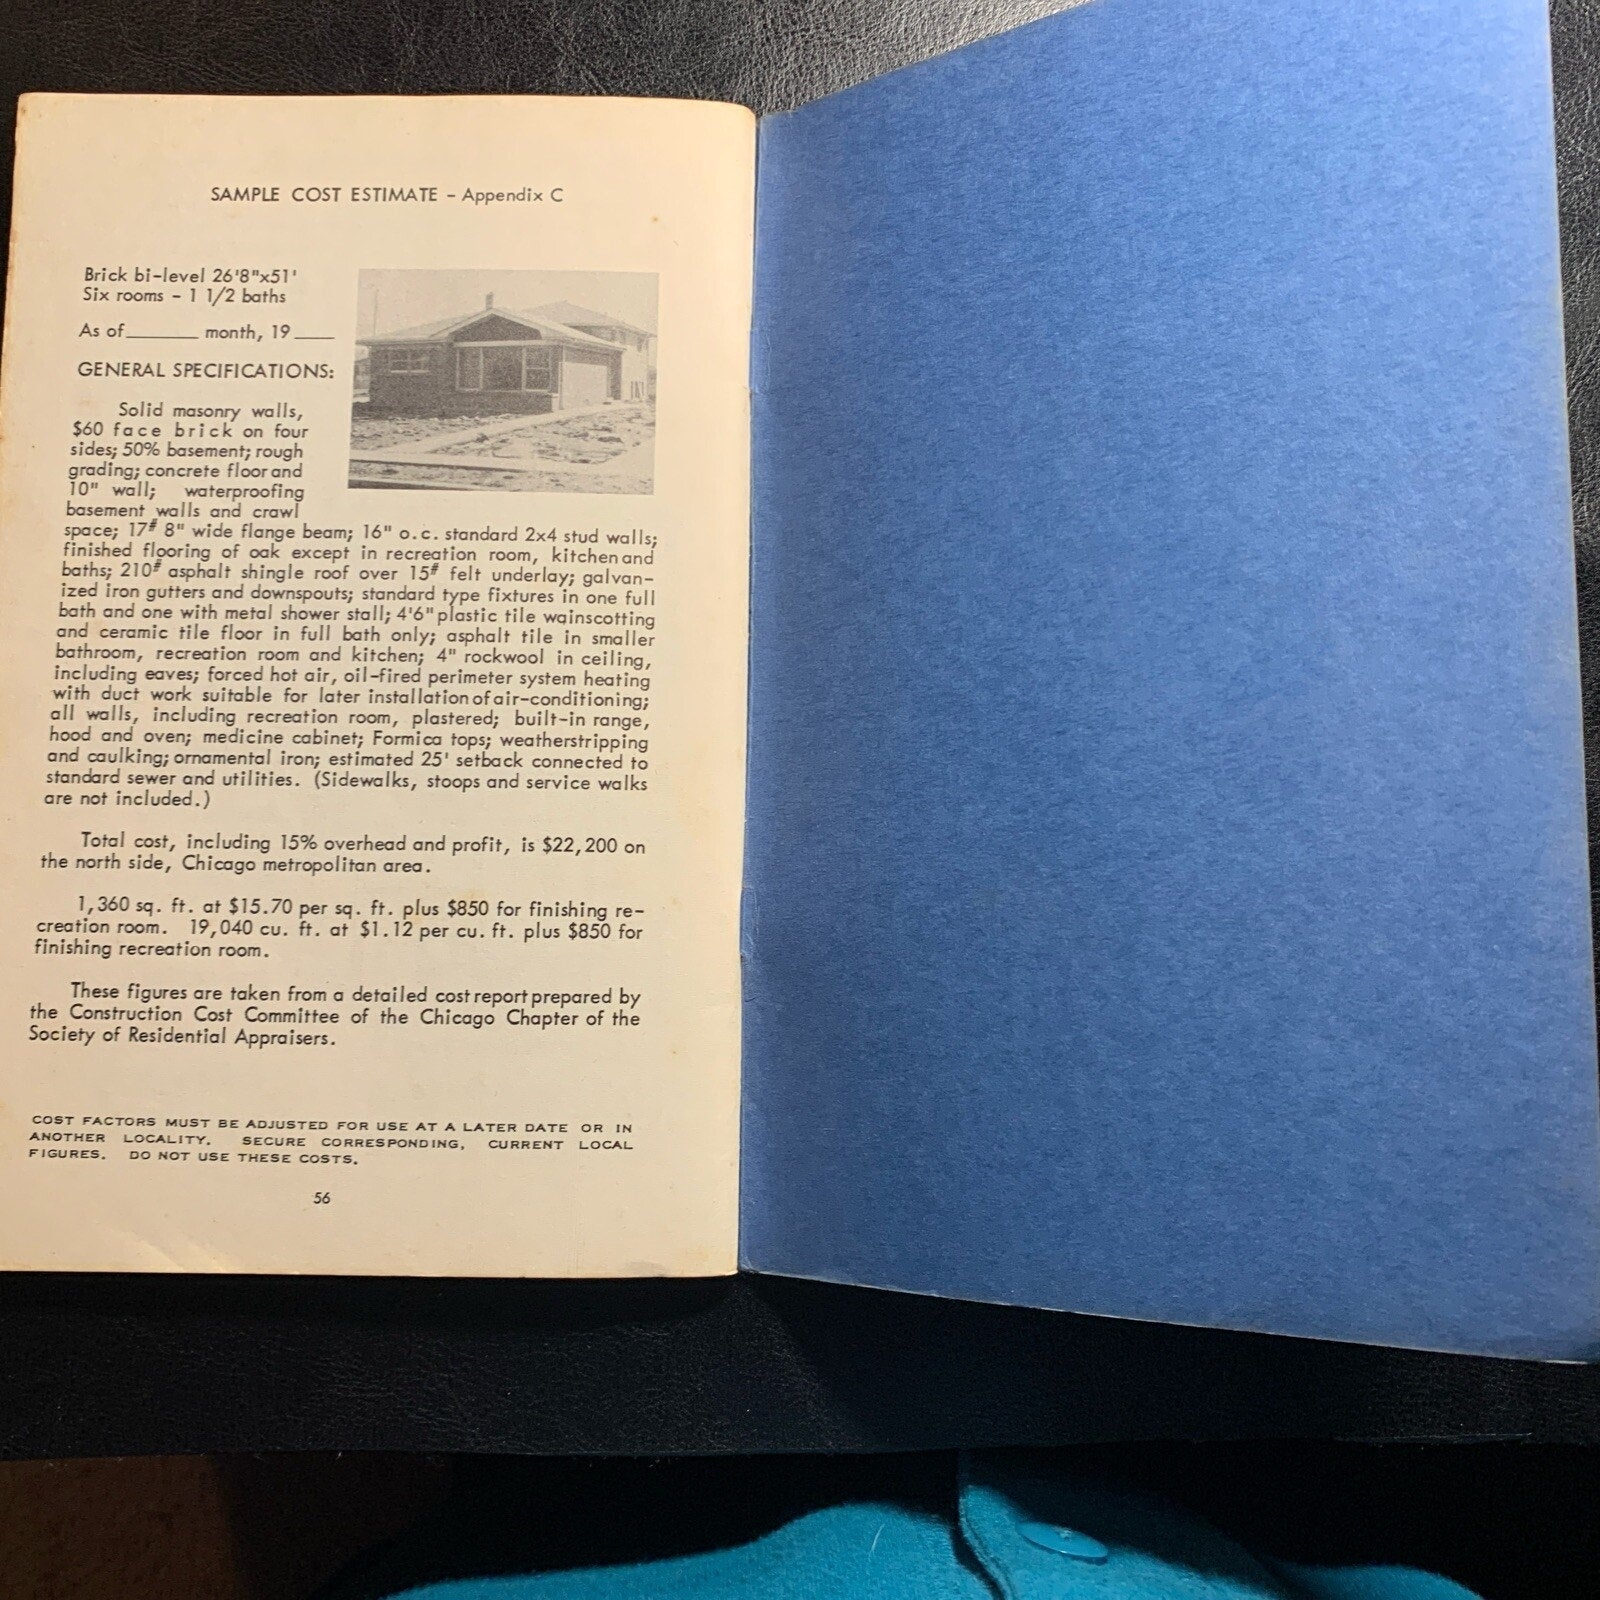 SAMPLE COST ESTIMATE - Appendix C
Brick bi-level 26'8"x51'
Six rooms - 1 1/2 baths
As of_______ month, 19____
GENERAL SPECIFICATIONS:
Solid masonry walls,
$60 face brick on four
sides; 50% basement; rough
grading; concrete floor and
10" wall; waterproofing
basement walls and crawl
space; 17# 8" wide flange beam; 16" o.c. standard 2x4 stud walls;
finished flooring of oak except in recreation room, kitchen and
baths; 210# asphalt shingle roof over 15# felt underlay; galvan-
ized iron gutters and downspouts; standard type fixtures in one full
bath and one with metal shower stall; 4'6" plastic tile wainscotting
and ceramic tile floor in full bath only; asphalt tile in smaller
bathroom, recreation room and kitchen; 4" rockwool in ceiling,
including eaves; forced hot air, oil-fired perimeter system heating
with duct work suitable for later installation of air-conditioning;
all walls, including recreation room, plastered; built-in range,
hood and oven; medicine cabinet; Formica tops; weatherstripping
and caulking; ornamental iron; estimated 25' setback connected to
standard sewer and utilities. (Sidewalks, stoops and service walks
are not included.)
Total cost, including 15% overhead and profit, is $22,200 on
the north side, Chicago metropolitan area.
1,360 sq. ft. at $15.70 per sq. ft. plus $850 for finishing re-
creation room. 19,040 cu. ft. at $1.12 per cu. ft. plus $850 for
finishing recreation room.
These figures are taken from a detailed cost report prepared by
the Construction Cost Committee of the Chicago Chapter of the
Society of Residential Appraisers.
COST FACTORS MUST BE ADJUSTED FOR USE AT A LATER DATE OR IN
ANOTHER LOCALITY. SECURE CORRESPONDING, CURRENT LOCAL
FIGURES. DO NOT USE THESE COSTS.
56